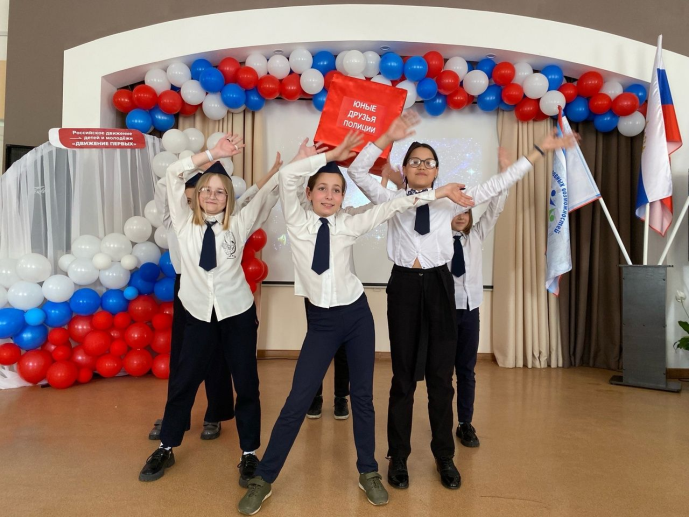 Российское движение
детей и молодёжи
«ДВИЖЕНИЕ ПЕРВЫХ»
ЮНЫЕ
ДРУЗЬЯ
ПОЛИЦИИ